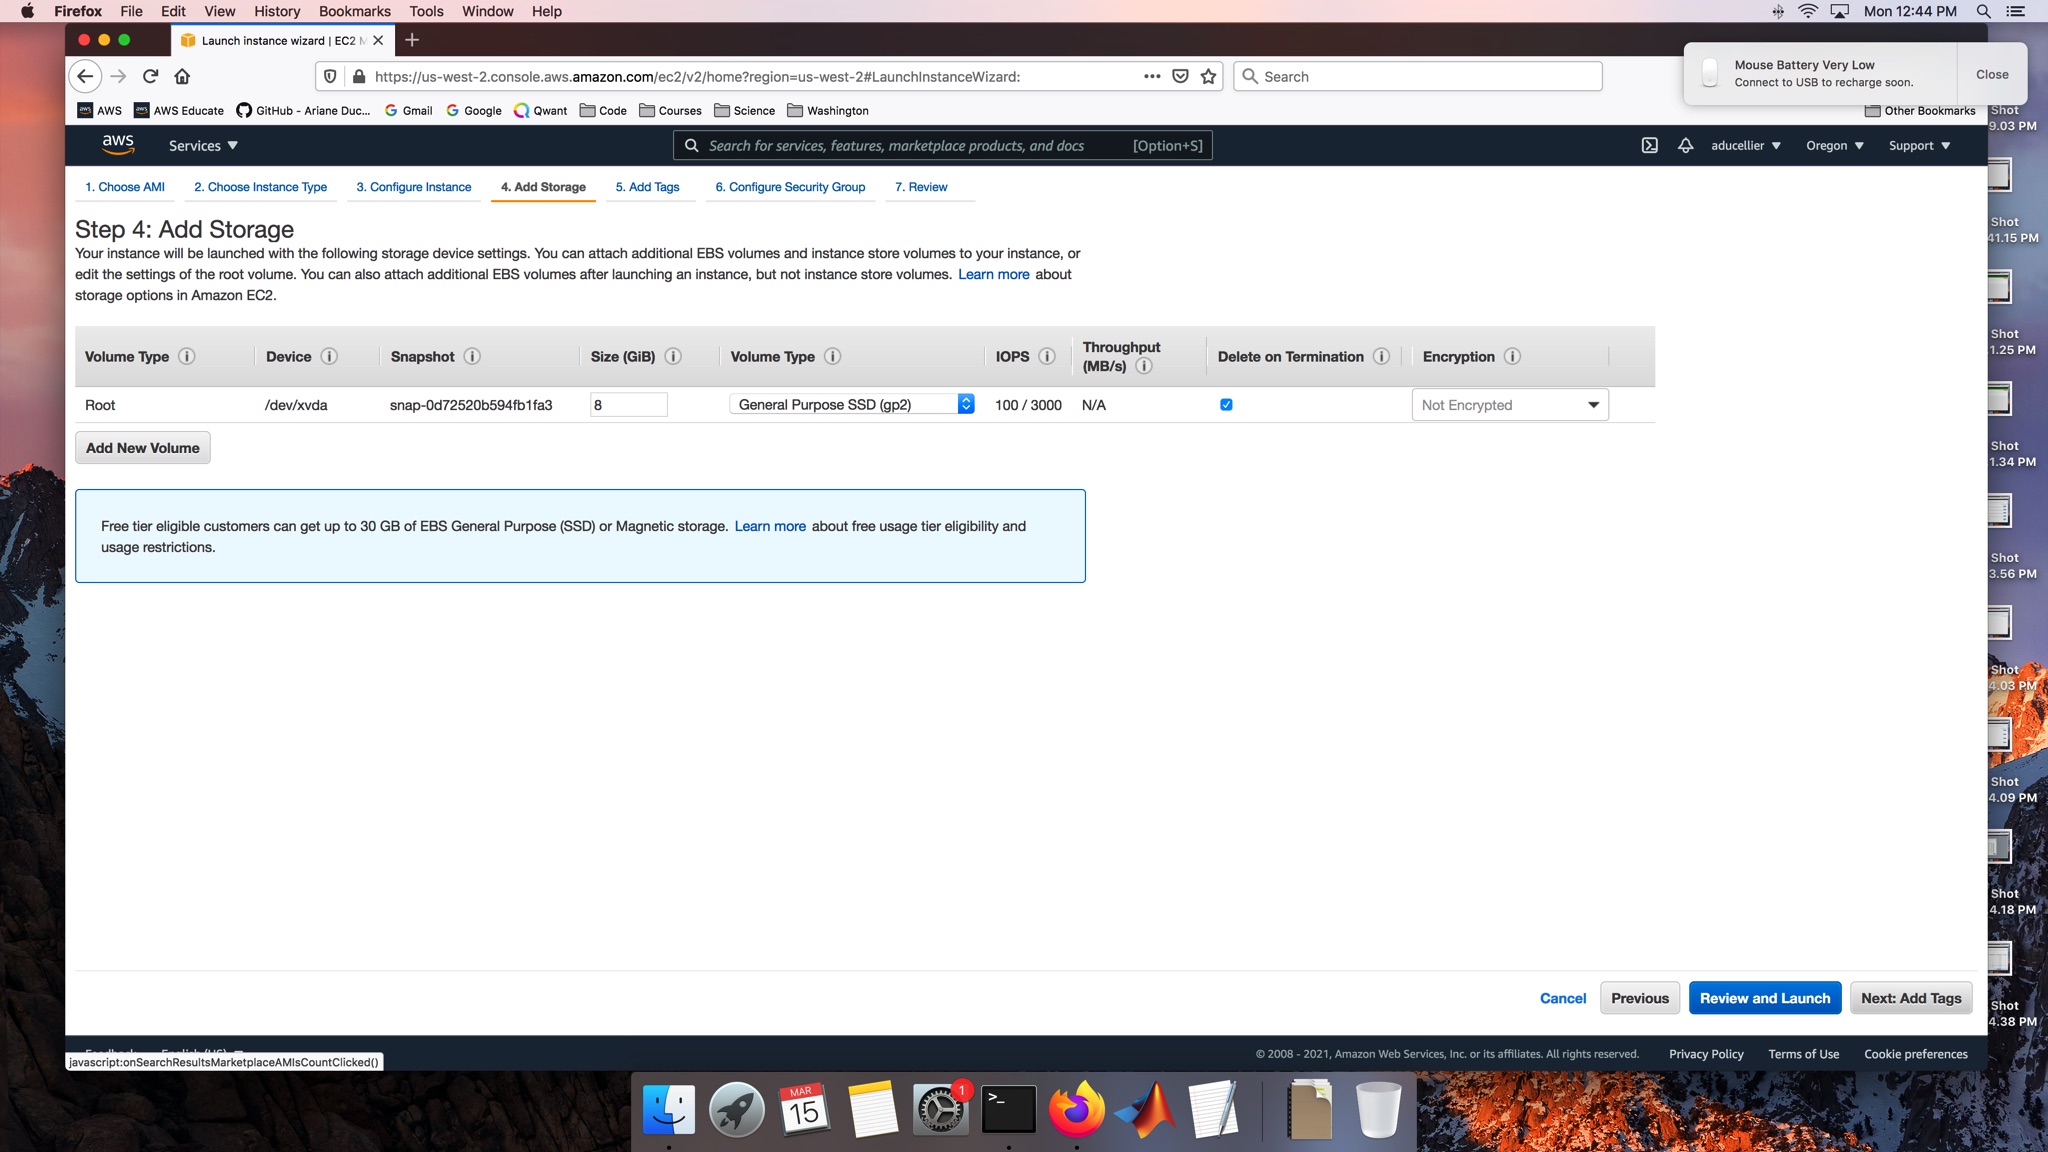 Firefox File Edit View History Bookmarks Tools Window Help Mon 12:44 PM
Launch instance wizard | EC2 M
Mouse Battery Very Low
Connect to USB to recharge soon.
Close
https://us-west-2.console.aws.amazon.com/ec2/v2/home?region=us-west-2#LaunchInstanceWizard:
Search
AWS AWS Educate GitHub - Ariane Duc... Gmail Google Qwant Code Courses Science Washington Other Bookmarks
aws Services Search for services, features, marketplace products, and docs [Option+S] aducellier Oregon Support
1. Choose AMI 2. Choose Instance Type 3. Configure Instance 4. Add Storage 5. Add Tags 6. Configure Security Group 7. Review
Step 4: Add Storage
Your instance will be launched with the following storage device settings. You can attach additional EBS volumes and instance store volumes to your instance, or
edit the settings of the root volume. You can also attach additional EBS volumes after launching an instance, but not instance store volumes. Learn more about
storage options in Amazon EC2.
Volume Type Device Snapshot Size (GiB) Volume Type IOPS Throughput (MB/s) Delete on Termination Encryption
Root /dev/xvda snap-0d72520b594fb1fa3 8 General Purpose SSD (gp2) 100 / 3000 N/A Not Encrypted
Add New Volume
Free tier eligible customers can get up to 30 GB of EBS General Purpose (SSD) or Magnetic storage. Learn more about free usage tier eligibility and
usage restrictions.
Cancel Previous Review and Launch Next: Add Tags
© 2008 - 2021, Amazon Web Services, Inc. or its affiliates. All rights reserved. Privacy Policy Terms of Use Cookie preferences
javascript:onSearchResultsMarketplaceAMIsCountClicked()
Shot
9.03 PM
Shot
41.15 PM
Shot
1.25 PM
Shot
1.34 PM
Shot
3.56 PM
Shot
4.03 PM
Shot
4.09 PM
Shot
4.18 PM
Shot
4.38 PM
MAR
15
1